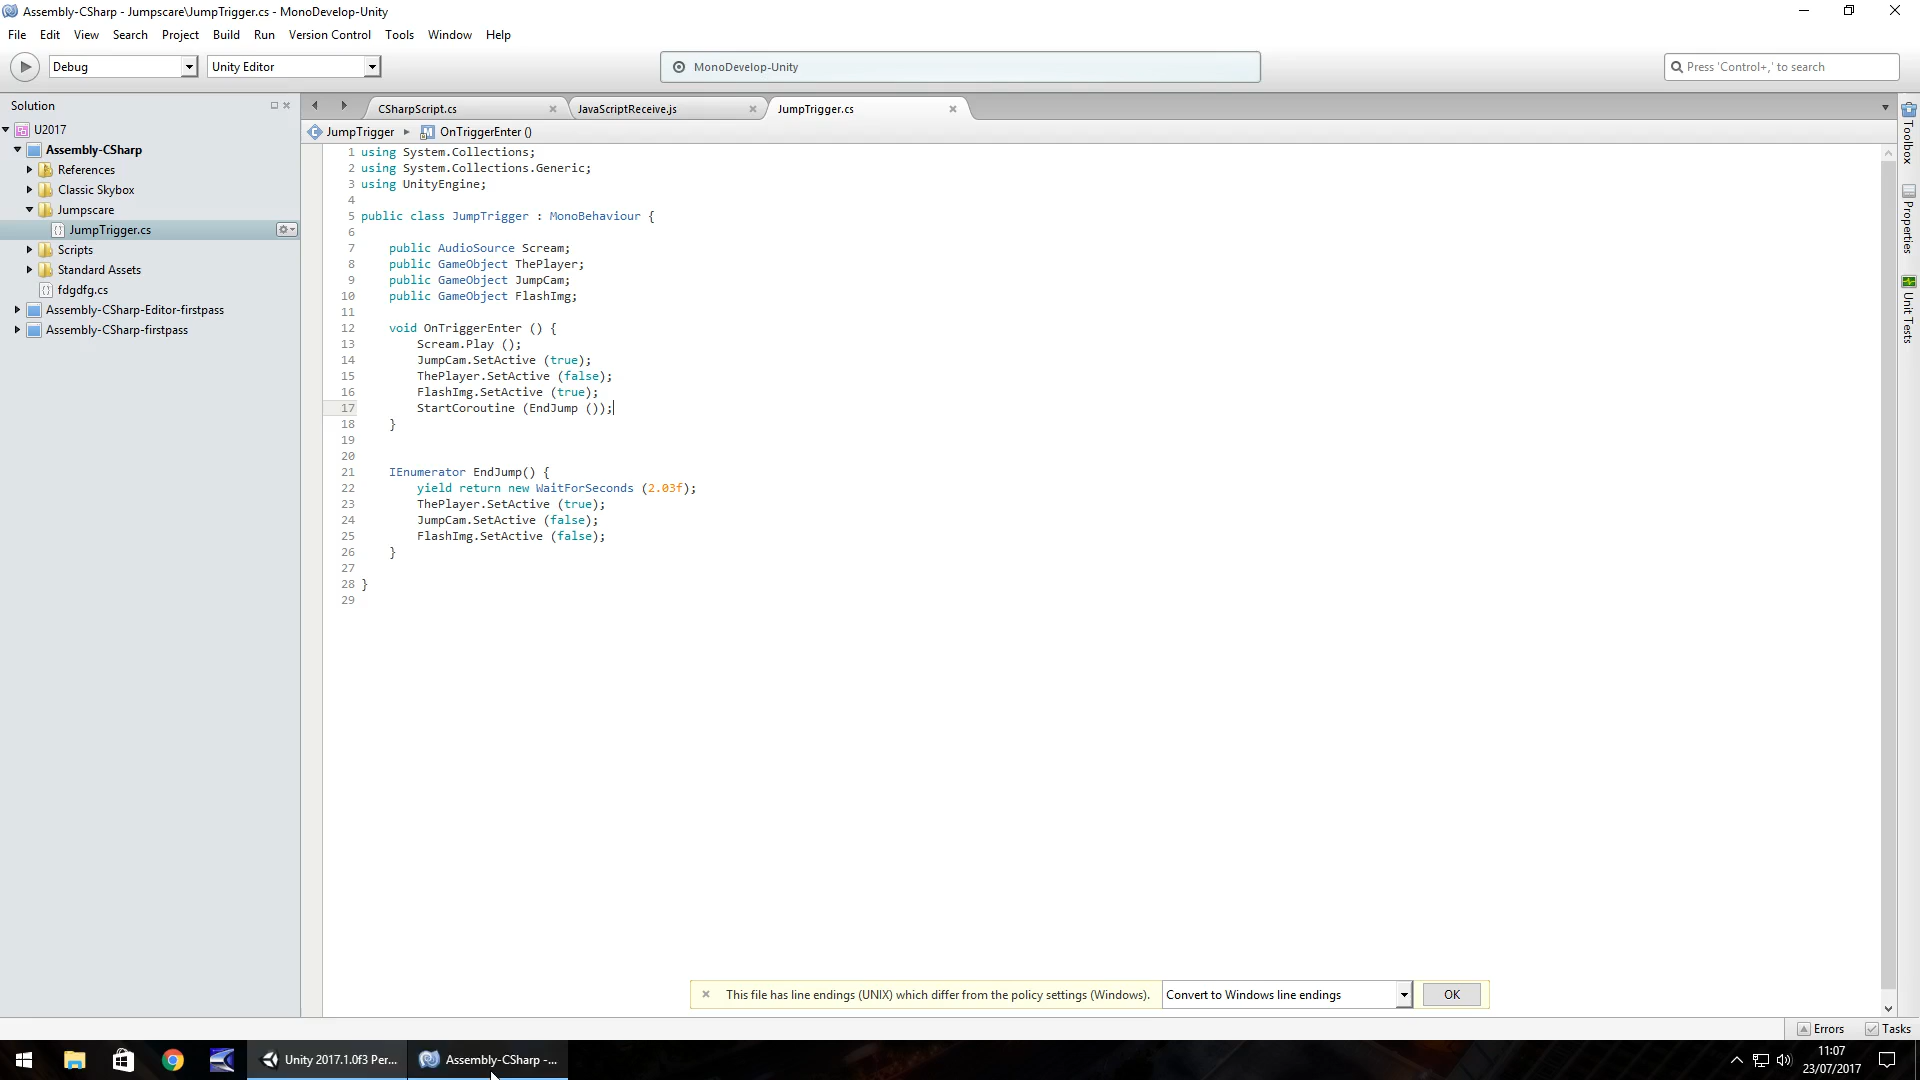 Assembly-CSharp - Jumpscare\JumpTrigger.cs - MonoDevelop-Unity
File Edit View Search Project Build Run Version Control Tools Window Help
Debug Unity Editor MonoDevelop-Unity Press 'Control+,' to search
Solution
U2017
Assembly-CSharp
References
Classic Skybox
Jumpscare
JumpTrigger.cs
Scripts
Standard Assets
fdgdfg.cs
Assembly-CSharp-Editor-firstpass
Assembly-CSharp-firstpass
CSharpScript.cs JavaScriptReceive.js JumpTrigger.cs
JumpTrigger OnTriggerEnter ()
1 using System.Collections;
2 using System.Collections.Generic;
3 using UnityEngine;
4
5 public class JumpTrigger : MonoBehaviour {
6
7 public AudioSource Scream;
8 public GameObject ThePlayer;
9 public GameObject JumpCam;
10 public GameObject FlashImg;
11
12 void OnTriggerEnter () {
13 Scream.Play ();
14 JumpCam.SetActive (true);
15 ThePlayer.SetActive (false);
16 FlashImg.SetActive (true);
17 StartCoroutine (EndJump ());
18 }
19
20
21 IEnumerator EndJump() {
22 yield return new WaitForSeconds (2.03f);
23 ThePlayer.SetActive (true);
24 JumpCam.SetActive (false);
25 FlashImg.SetActive (false);
26 }
27
28 }
29
Toolbox
Properties
Unit Tests
This file has line endings (UNIX) which differ from the policy settings (Windows). Convert to Windows line endings OK
Errors Tasks
Unity 2017.1.0f3 Per... Assembly-CSharp -...
11:07
23/07/2017